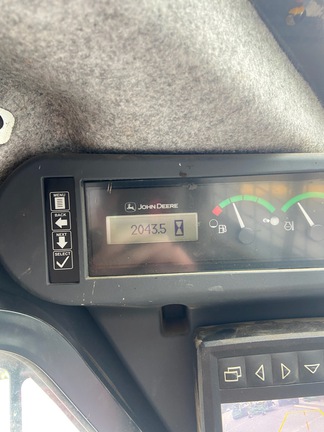 MENU
BACK
NEXT
SELECT
JOHN DEERE
2043.5